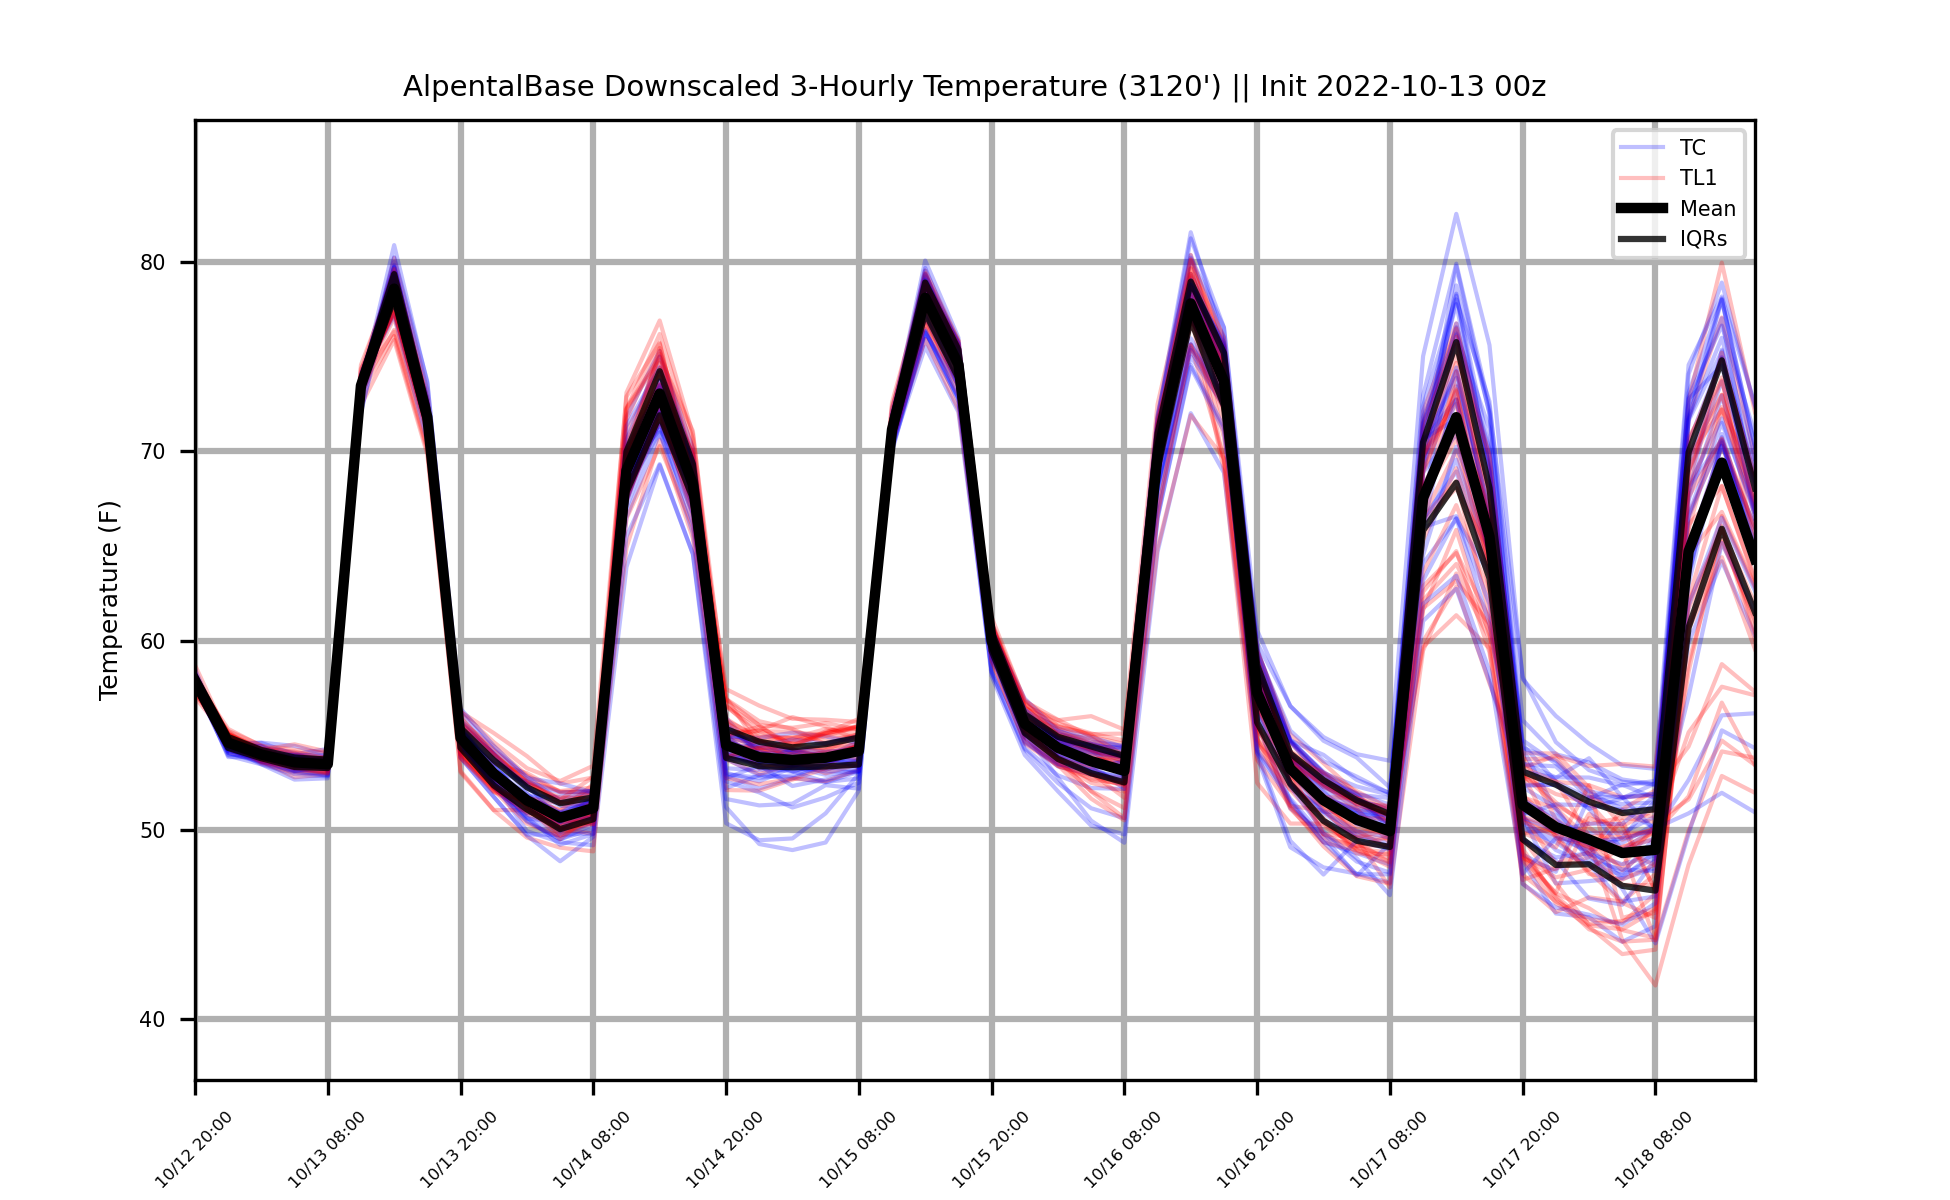 AlpentalBase Downscaled 3-Hourly Temperature (3120') || Init 2022-10-13 00z
TC
TL1
Mean
IQRs
Temperature (F)
80
70
60
50
40
10/12 20:00
10/13 08:00
10/13 20:00
10/14 08:00
10/14 20:00
10/15 08:00
10/15 20:00
10/16 08:00
10/16 20:00
10/17 08:00
10/17 20:00
10/18 08:00